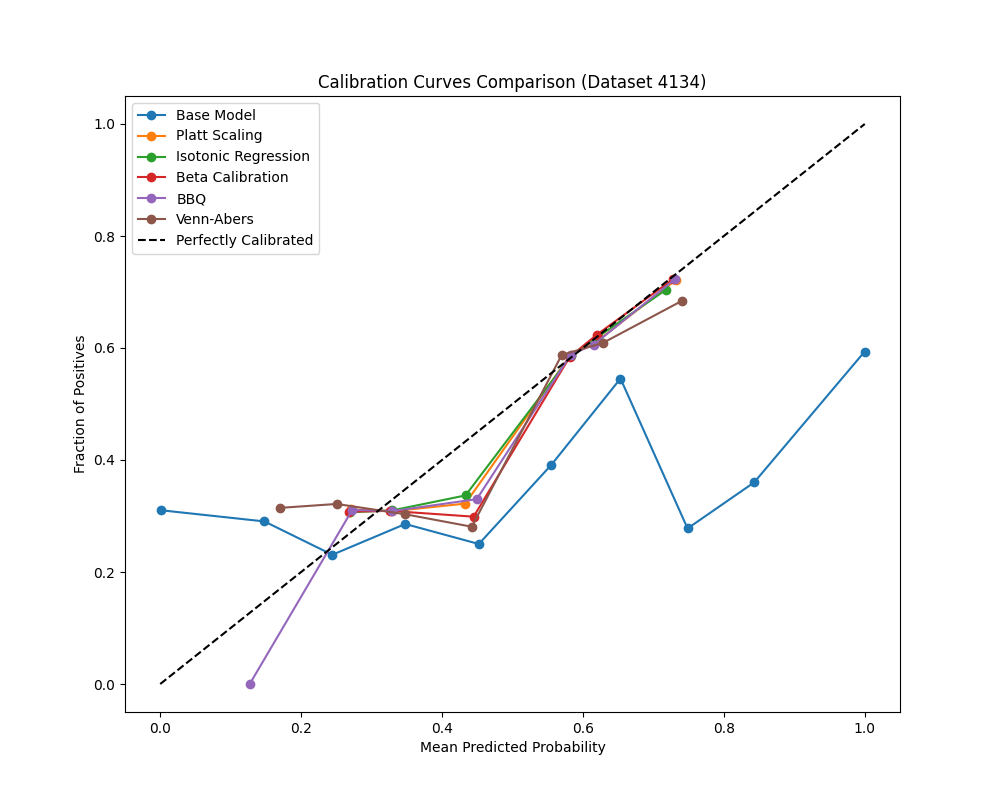 Calibration Curves Comparison (Dataset 4134)
Base Model
Platt Scaling
Isotonic Regression
Beta Calibration
BBQ
Venn-Abers
Perfectly Calibrated
1.0
0.8
0.6
0.4
0.2
0.0
Fraction of Positives
0.0 0.2 0.4 0.6 0.8 1.0
Mean Predicted Probability